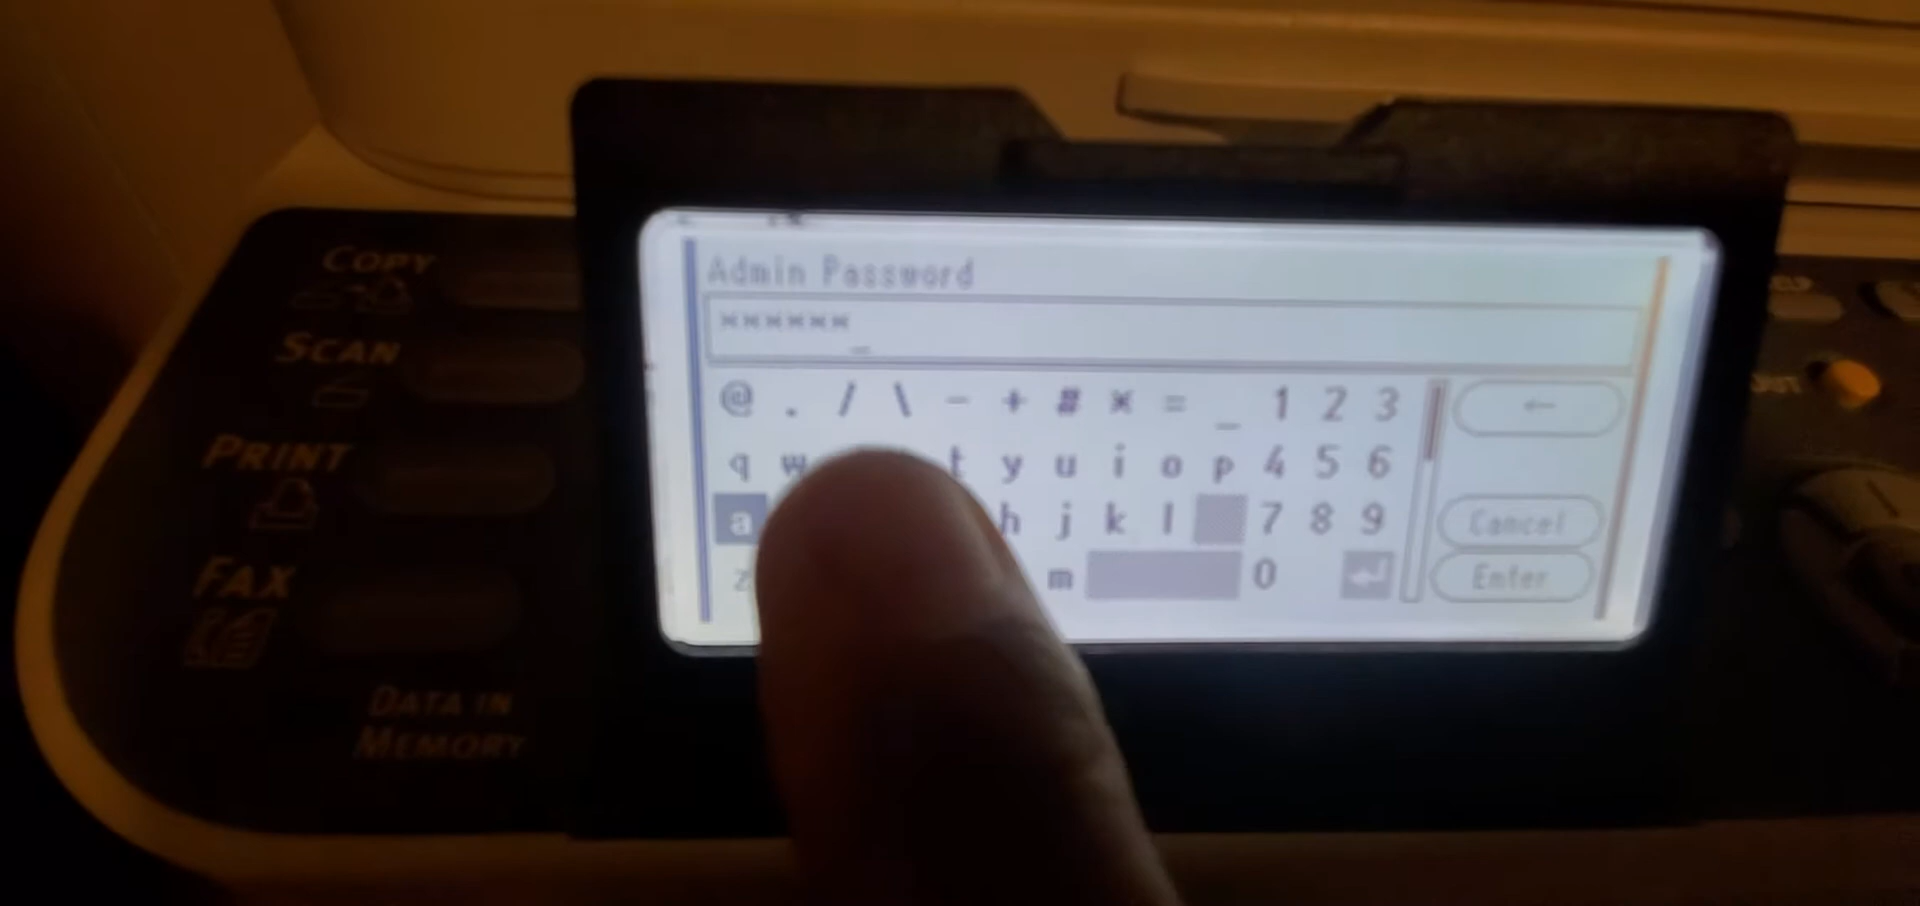 COPY
SCAN
PRINT
FAX
DATA IN
MEMORY
Admin Password
******_
@ . / \ - + # * = _ 1 2 3
q w t y u i o p 4 5 6
a h j k l 7 8 9
z m 0
←
Cancel
Enter